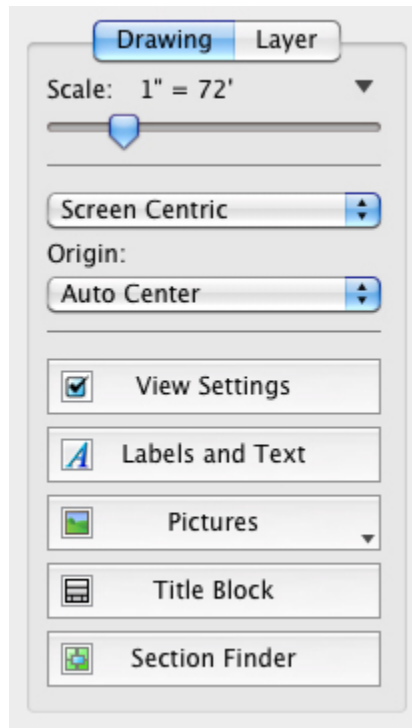 Drawing Layer
Scale: 1" = 72'
Screen Centric
Origin:
Auto Center
View Settings
A Labels and Text
Pictures
Title Block
Section Finder